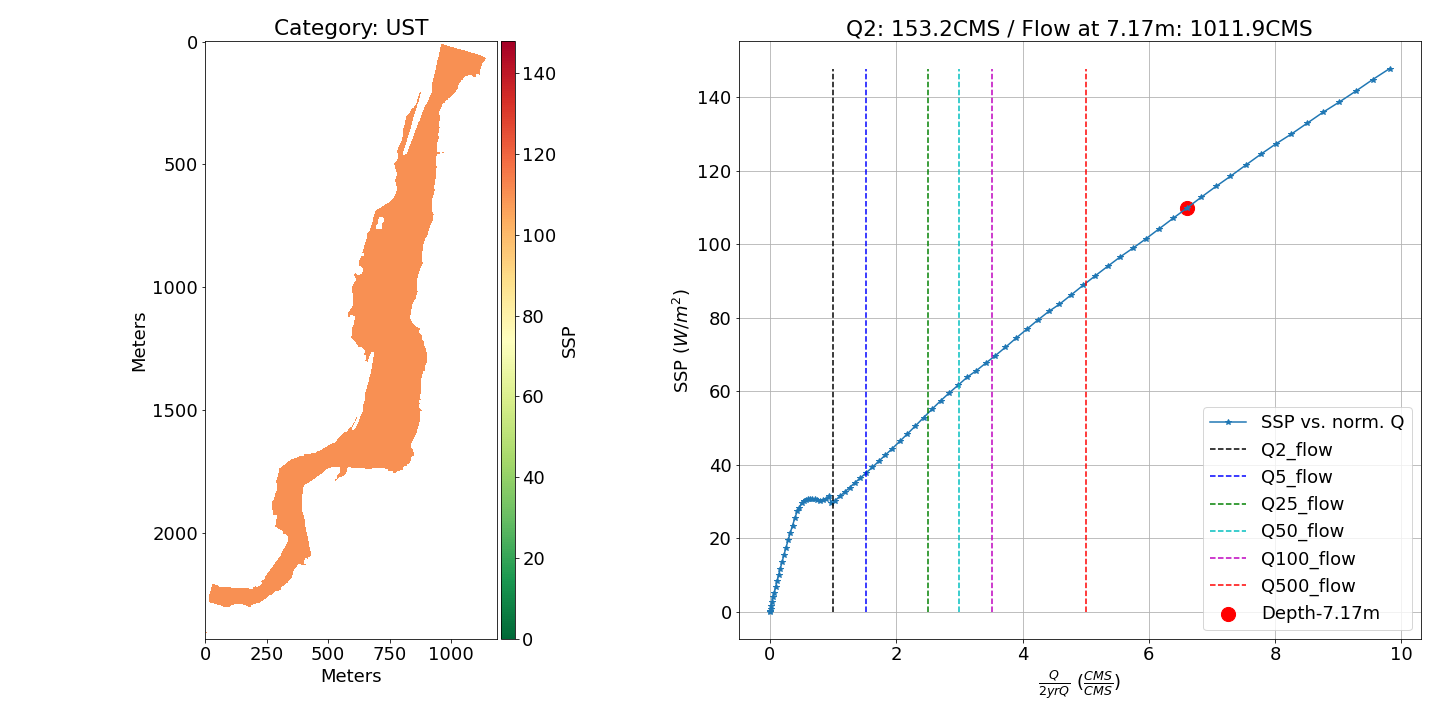 Category: UST
0
500
1000
1500
2000
Meters
0 250 500 750 1000
Meters
140
120
100
80
60
40
20
0
SSP
Q2: 153.2CMS / Flow at 7.17m: 1011.9CMS
140
120
100
80
60
40
20
0
SSP (W/m²)
0 2 4 6 8 10
Q/2yrQ (CMS/CMS)
SSP vs. norm. Q
Q2_flow
Q5_flow
Q25_flow
Q50_flow
Q100_flow
Q500_flow
Depth-7.17m